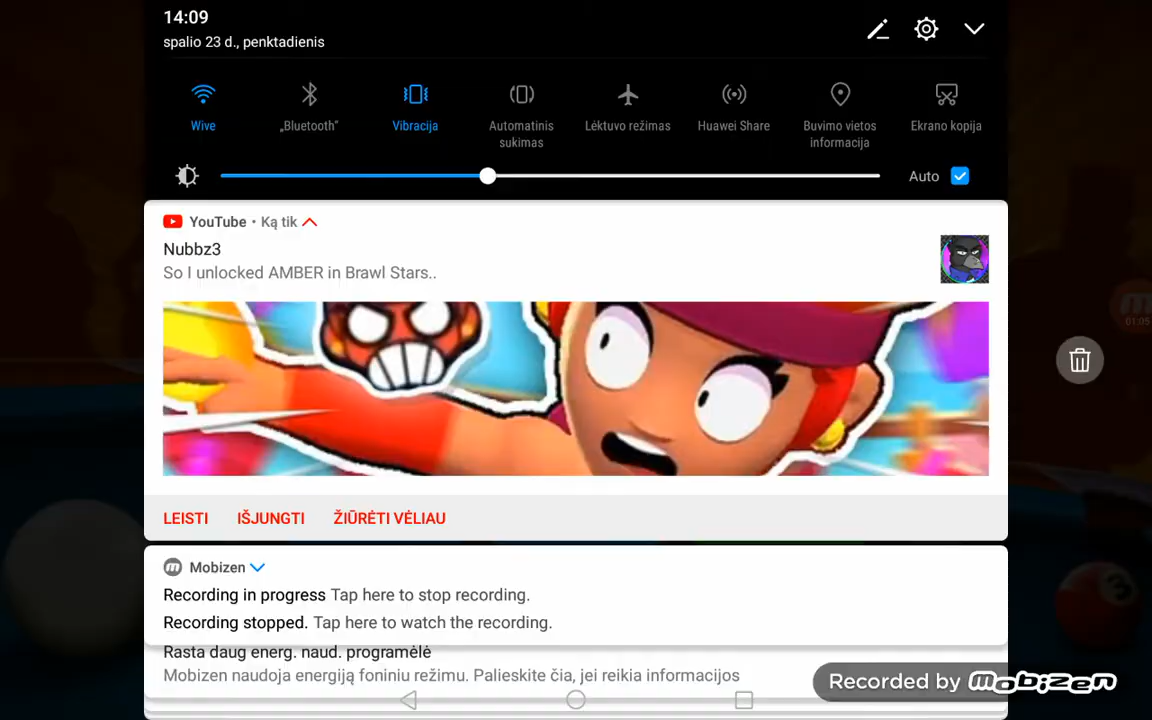 14:09
spalio 23 d., penktadienis
Wive
„Bluetooth“
Vibracija
Automatinis
sukimas
Lėktuvo režimas
Huawei Share
Buvimo vietos
informacija
Ekrano kopija
Auto
YouTube • Ką tik
Nubbz3
So I unlocked AMBER in Brawl Stars..
LEISTI IŠJUNGTI ŽIŪRĖTI VĖLIAU
Mobizen
Recording in progress Tap here to stop recording.
Recording stopped. Tap here to watch the recording.
Rasta daug energ. naud. programėlė
Mobizen naudoja energiją foniniu režimu. Palieskite čia, jei reikia informacijos
Recorded by mobizen
01:05
3